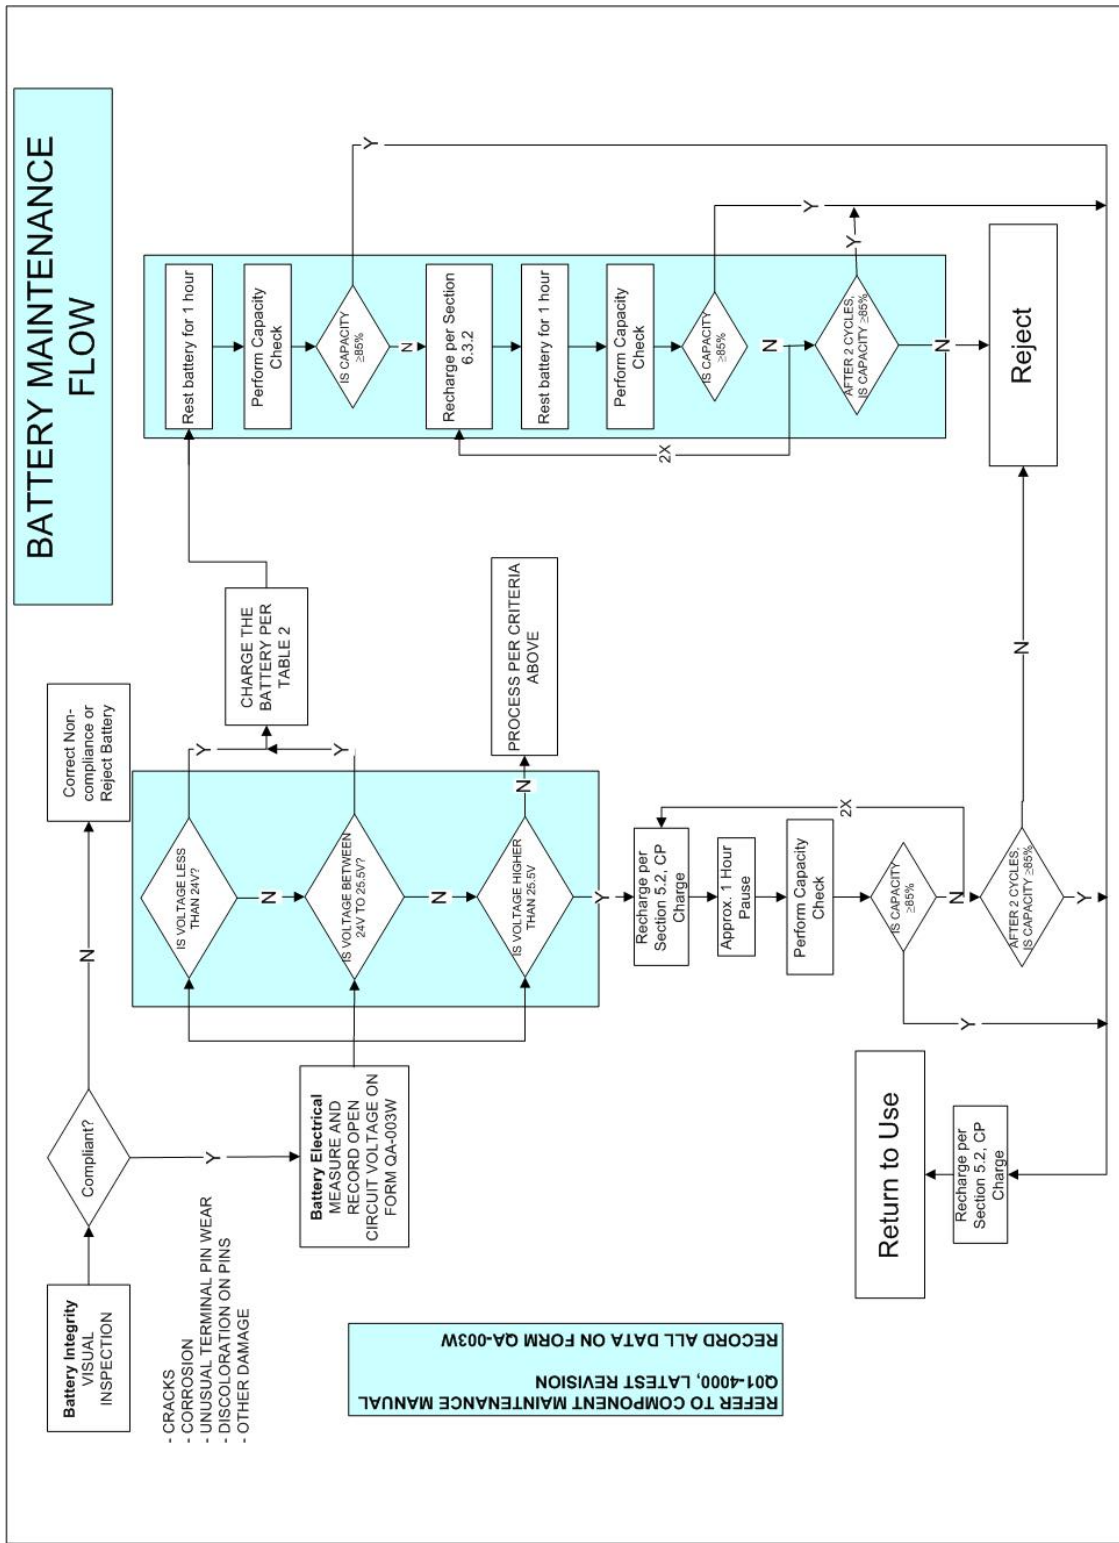 BATTERY MAINTENANCE
FLOW
Battery Integrity
VISUAL
INSPECTION
- CRACKS
- CORROSION
- UNUSUAL TERMINAL PIN WEAR
- DISCOLORATION ON PINS
- OTHER DAMAGE
Compliant?
N
Correct Non-
compliance or
Reject Battery
Y
Battery Electrical
MEASURE AND
RECORD OPEN
CIRCUIT VOLTAGE ON
FORM QA-003W
IS VOLTAGE LESS
THAN 24V?
Y
N
IS VOLTAGE BETWEEN
24V TO 25.5V?
Y
N
IS VOLTAGE HIGHER
THAN 25.5V
N
PROCESS PER CRITERIA
ABOVE
Y
CHARGE THE
BATTERY PER
TABLE 2
Rest battery for 1 hour
Perform Capacity
Check
IS CAPACITY
≥85%
Y
N
Recharge per Section
6.3.2
Rest battery for 1 hour
Perform Capacity
Check
IS CAPACITY
≥85%
Y
N
2X
AFTER 2 CYCLES,
IS CAPACITY ≥85%
Y
N
Reject
Recharge per
Section 5.2, CP
Charge
Approx. 1 Hour
Pause
Perform Capacity
Check
IS CAPACITY
≥85%
Y
N
2X
AFTER 2 CYCLES,
IS CAPACITY ≥85%
N
Y
Recharge per
Section 5.2, CP
Charge
Return to Use
REFER TO COMPONENT MAINTENANCE MANUAL
Q01-4000, LATEST REVISION
RECORD ALL DATA ON FORM QA-003W